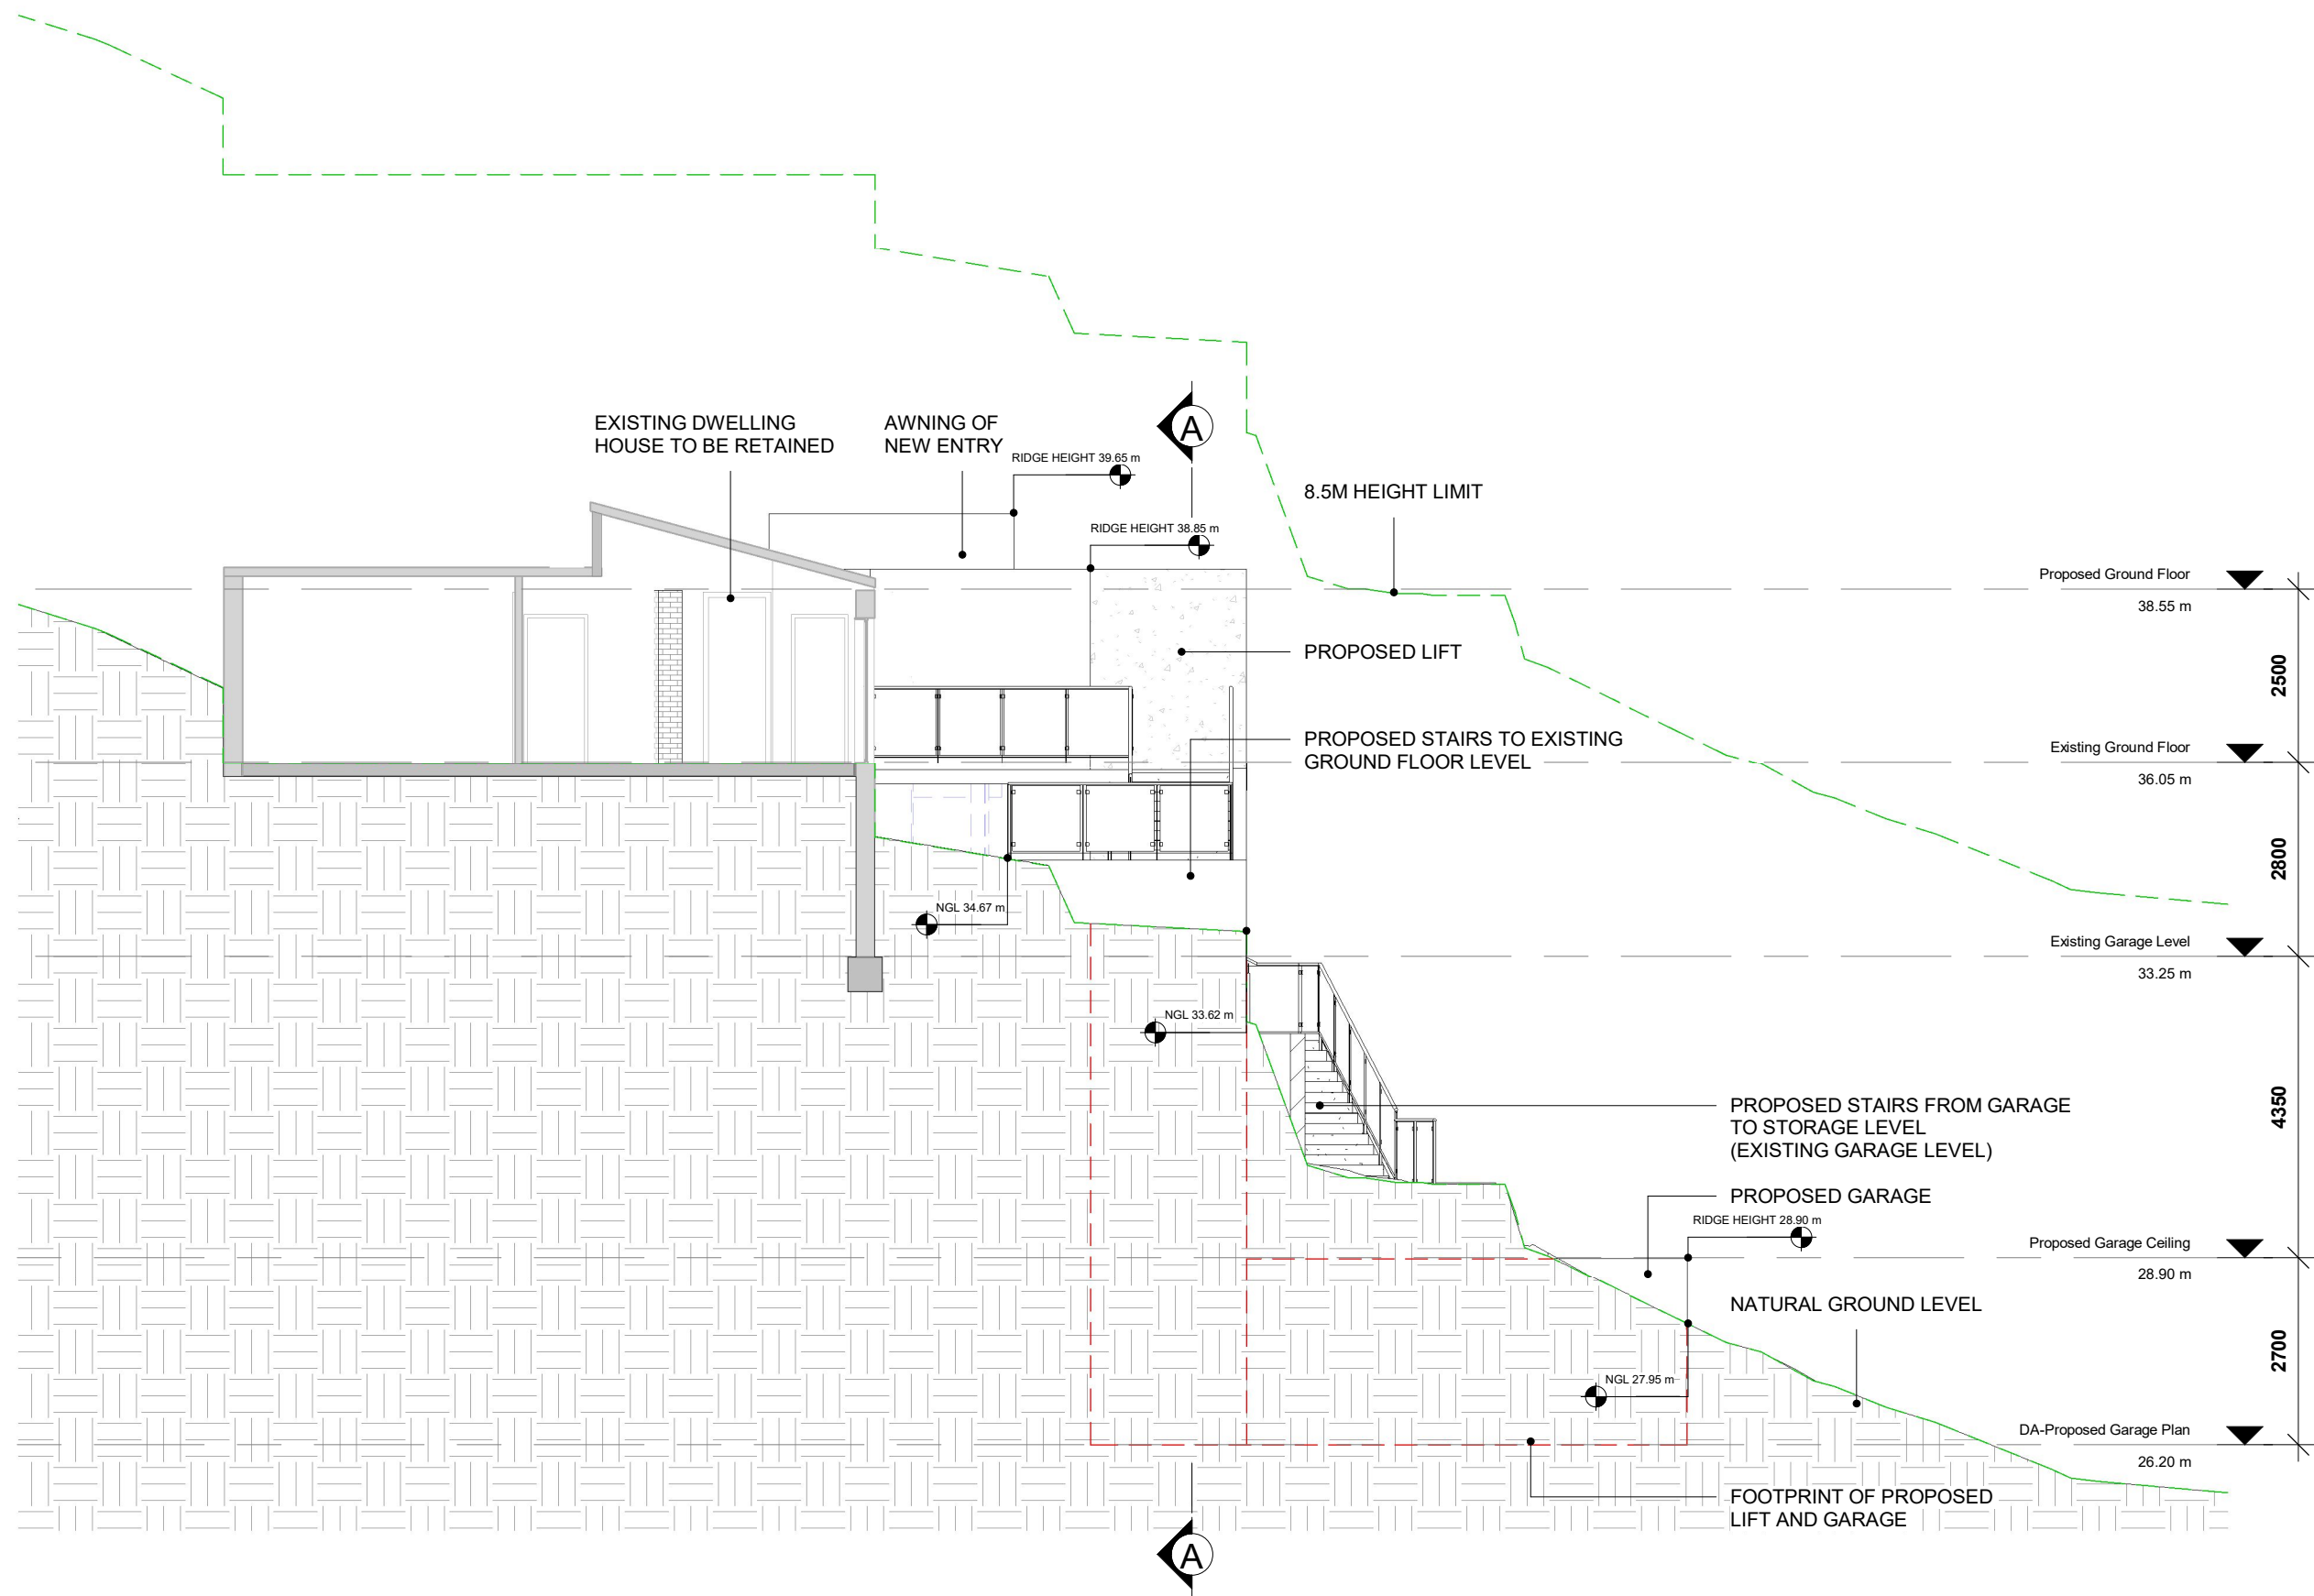 EXISTING DWELLING
HOUSE TO BE RETAINED
AWNING OF
NEW ENTRY
A
RIDGE HEIGHT 39.65 m
8.5M HEIGHT LIMIT
RIDGE HEIGHT 38.85 m
Proposed Ground Floor
38.55 m
PROPOSED LIFT
2500
PROPOSED STAIRS TO EXISTING
GROUND FLOOR LEVEL
Existing Ground Floor
36.05 m
2800
NGL 34.67 m
Existing Garage Level
33.25 m
NGL 33.62 m
4350
PROPOSED STAIRS FROM GARAGE
TO STORAGE LEVEL
(EXISTING GARAGE LEVEL)
PROPOSED GARAGE
RIDGE HEIGHT 28.90 m
Proposed Garage Ceiling
28.90 m
NATURAL GROUND LEVEL
2700
NGL 27.95 m
DA-Proposed Garage Plan
26.20 m
FOOTPRINT OF PROPOSED
LIFT AND GARAGE
A